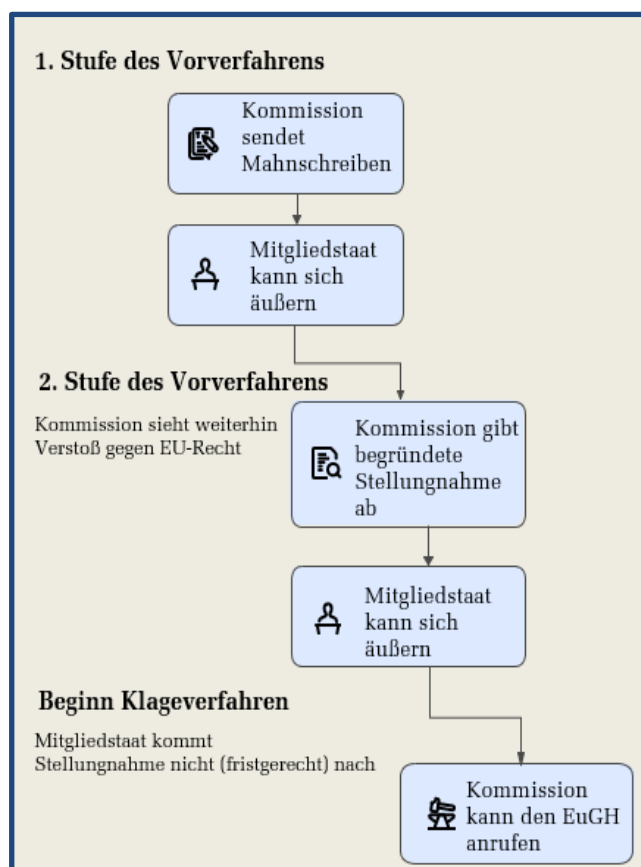 1. Stufe des Vorverfahrens
Kommission
sendet
Mahnschreiben
Mitgliedstaat
kann sich
äußern
2. Stufe des Vorverfahrens
Kommission sieht weiterhin
Verstoß gegen EU-Recht
Kommission gibt
begründete
Stellungnahme
ab
Mitgliedstaat
kann sich
äußern
Beginn Klageverfahren
Mitgliedstaat kommt
Stellungnahme nicht (fristgerecht) nach
Kommission
kann den EuGH
anrufen